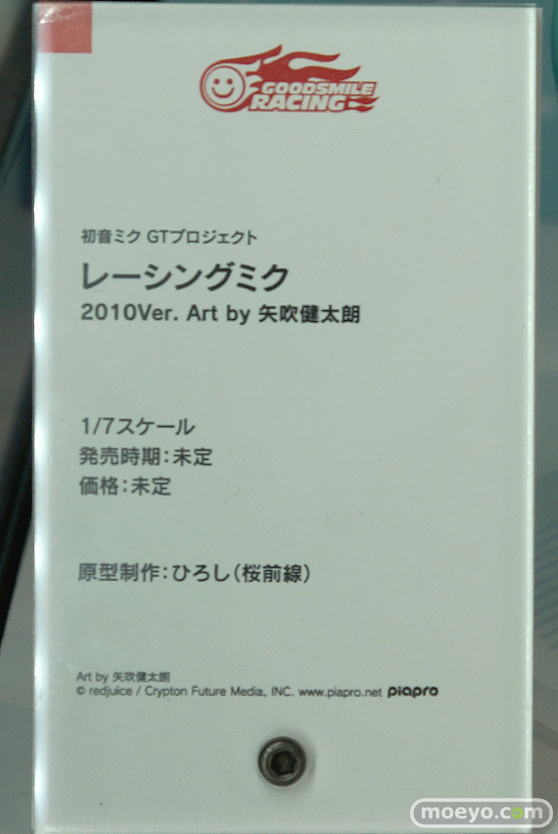 GOODSMILE
RACING
初音ミク GTプロジェクト
レーシングミク
2010Ver. Art by 矢吹健太朗
1/7スケール
発売時期：未定
価格：未定
原型制作：ひろし（桜前線）
Art by 矢吹健太朗
© redjuice / Crypton Future Media, INC. www.piapro.net piapro
moeyo.com